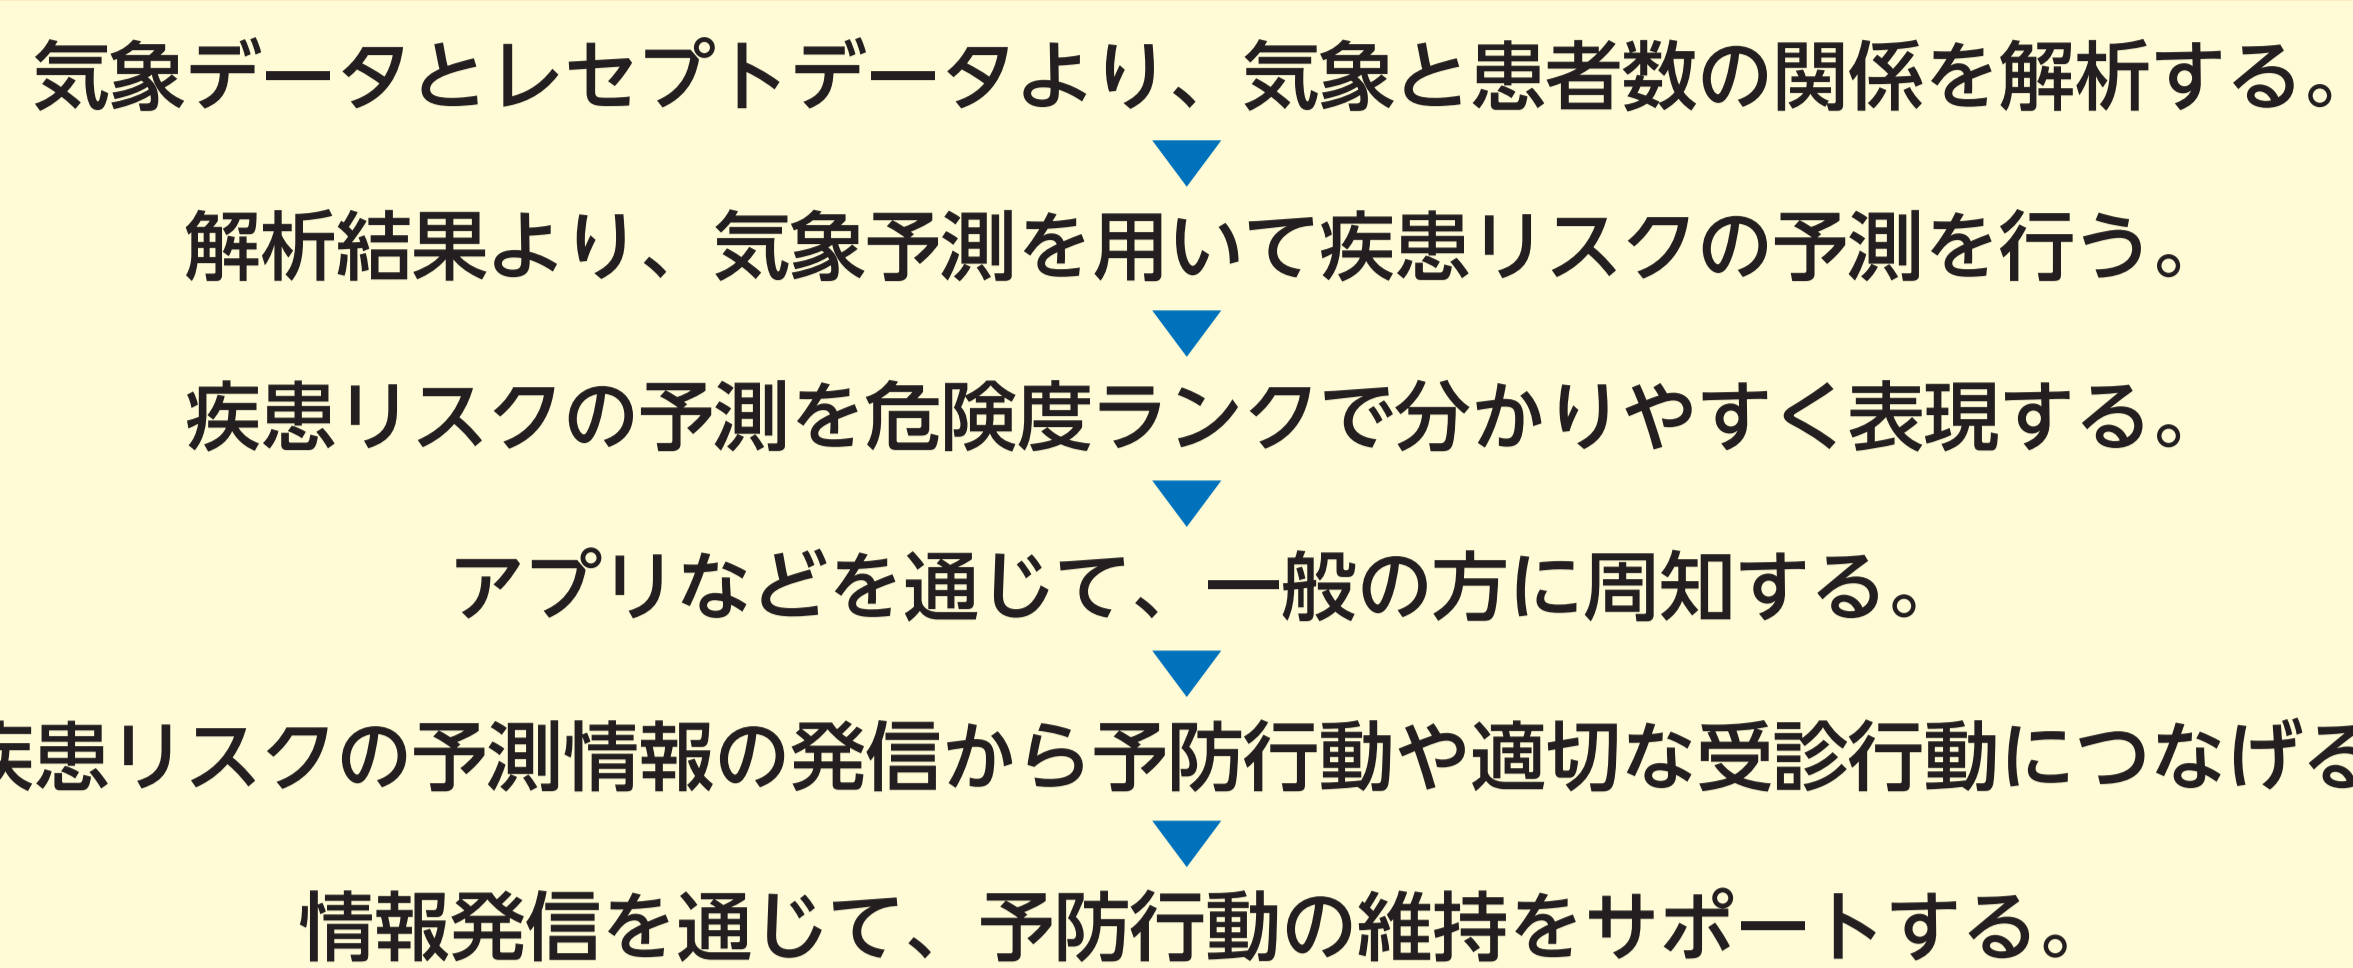 気象データとレセプトデータより、気象と患者数の関係を解析する。
解析結果より、気象予測を用いて疾患リスクの予測を行う。
疾患リスクの予測を危険度ランクで分かりやすく表現する。
アプリなどを通じて、一般の方に周知する。
疾患リスクの予測情報の発信から予防行動や適切な受診行動につなげる
情報発信を通じて、予防行動の維持をサポートする。